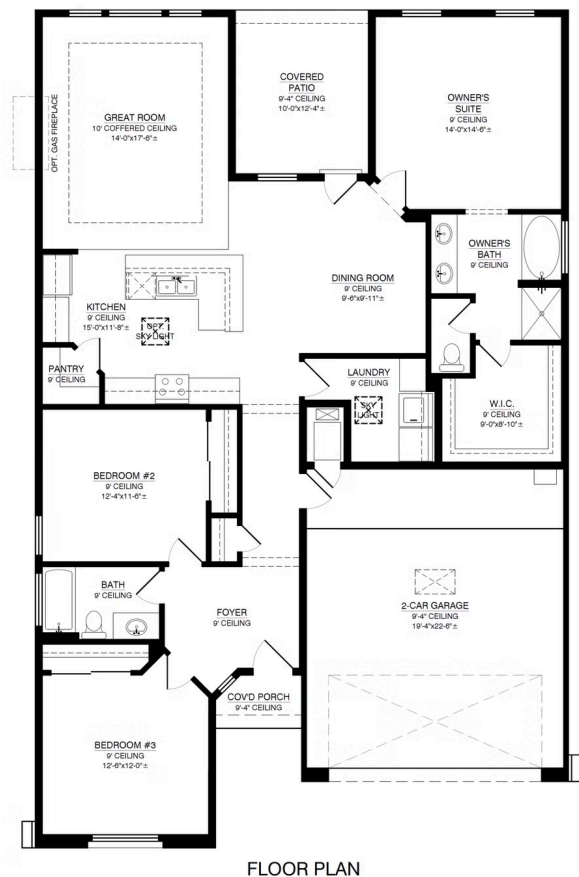 GREAT ROOM
10' COFFERED CEILING
14'-0"x17'-6"±
OPT. GAS FIREPLACE
COVERED
PATIO
9'-4" CEILING
10'-0"x12'-4"±
OWNER'S
SUITE
9' CEILING
14'-0"x14'-6"±
OWNER'S
BATH
9' CEILING
DINING ROOM
9' CEILING
9'-6"x9'-11"±
KITCHEN
9' CEILING
15'-0"x11'-8"±
OPT.
SKY LIGHT
PANTRY
9' CEILING
LAUNDRY
9' CEILING
SKY
LIGHT
W.I.C.
9' CEILING
9'-0"x8'-10"±
BEDROOM #2
9' CEILING
12'-4"x11'-6"±
BATH
9' CEILING
FOYER
9' CEILING
2-CAR GARAGE
9'-4" CEILING
19'-4"x22'-6"±
COV'D PORCH
9'-4" CEILING
BEDROOM #3
9' CEILING
12'-6"x12'-0"±
FLOOR PLAN